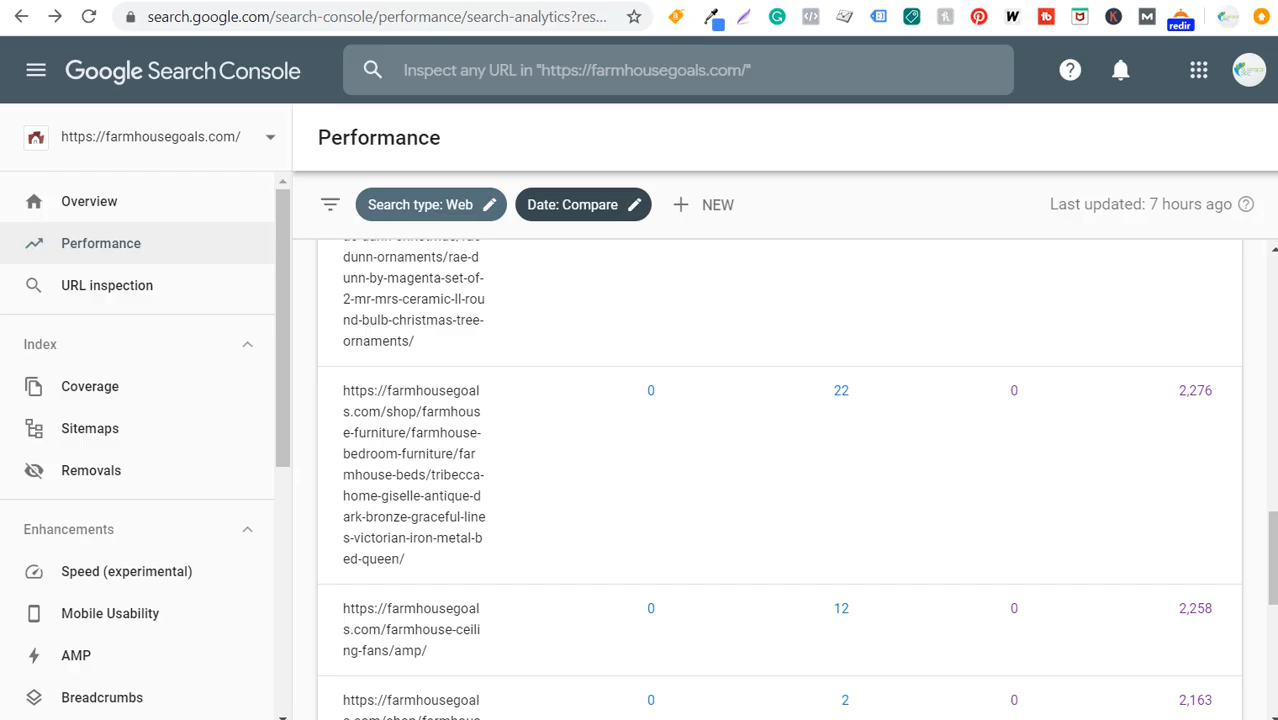 search.google.com/search-console/performance/search-analytics?res...
redir
Google Search Console
Inspect any URL in "https://farmhousegoals.com/"
https://farmhousegoals.com/
Performance
Search type: Web
Date: Compare
NEW
Last updated: 7 hours ago
Overview
Performance
URL inspection
Index
Coverage
Sitemaps
Removals
Enhancements
Speed (experimental)
Mobile Usability
AMP
Breadcrumbs
dunn-ornaments/rae-d
unn-by-magenta-set-of-
2-mr-mrs-ceramic-ll-rou
nd-bulb-christmas-tree-
ornaments/
https://farmhousegoal 0 22 0 2,276
s.com/shop/farmhous
e-furniture/farmhouse-
bedroom-furniture/far
mhouse-beds/tribecca-
home-giselle-antique-d
ark-bronze-graceful-line
s-victorian-iron-metal-b
ed-queen/
https://farmhousegoal 0 12 0 2,258
s.com/farmhouse-ceili
ng-fans/amp/
https://farmhousegoal 0 2 0 2,163